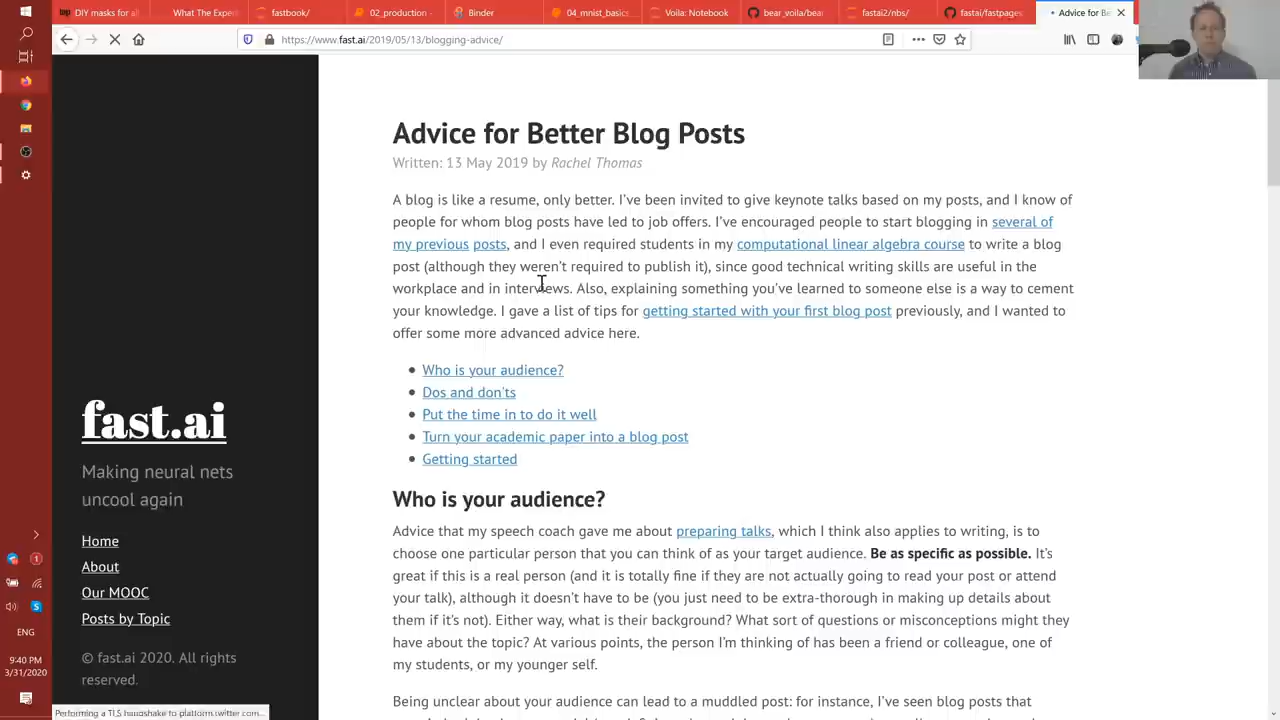 DIY masks fo
What The Experi
fastbook/
02_production
Binder
04_mnist_basics
Voila: Notebook
bear_voila/bear
fastai2/nbs/
fastai/fastpages
Advice for Be
https://www.fast.ai/2019/05/13/blogging-advice/
Advice for Better Blog Posts
Written: 13 May 2019 by Rachel Thomas
A blog is like a resume, only better. I've been invited to give keynote talks based on my posts, and I know of
people for whom blog posts have led to job offers. I've encouraged people to start blogging in several of
my previous posts, and I even required students in my computational linear algebra course to write a blog
post (although they weren't required to publish it), since good technical writing skills are useful in the
workplace and in interviews. Also, explaining something you've learned to someone else is a way to cement
your knowledge. I gave a list of tips for getting started with your first blog post previously, and I wanted to
offer some more advanced advice here.
Who is your audience?
Dos and don'ts
Put the time in to do it well
Turn your academic paper into a blog post
Getting started
Who is your audience?
Advice that my speech coach gave me about preparing talks, which I think also applies to writing, is to
choose one particular person that you can think of as your target audience. Be as specific as possible. It's
great if this is a real person (and it is totally fine if they are not actually going to read your post or attend
your talk), although it doesn't have to be (you just need to be extra-thorough in making up details about
them if it's not). Either way, what is their background? What sort of questions or misconceptions might they
have about the topic? At various points, the person I'm thinking of has been a friend or colleague, one of
my students, or my younger self.
Being unclear about your audience can lead to a muddled post: for instance, I've seen blog posts that
fast.ai
Making neural nets
uncool again
Home
About
Our MOOC
Posts by Topic
© fast.ai 2020. All rights
reserved.
ENG
9:40 PM
3/31/2020
Performing a TLS handshake to platform.twitter.com...